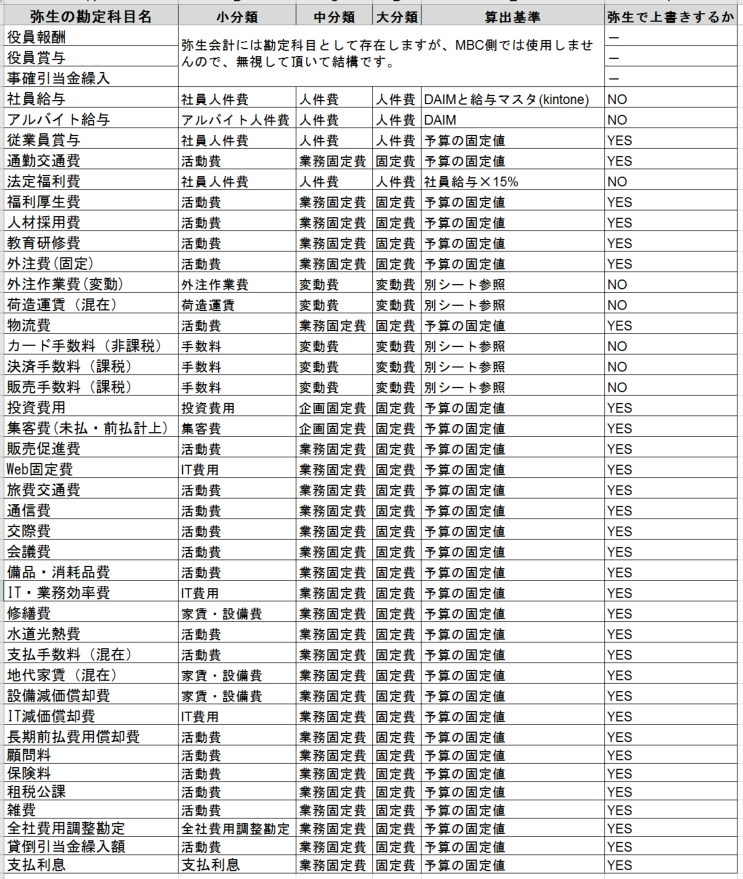 弥生の勘定科目名 小分類 中分類 大分類 算出基準 弥生で上書きするか
役員報酬 弥生会計には勘定科目として存在しますが、MBC側では使用しませ －
役員賞与 んので、無視して頂いて結構です。 －
事確引当金繰入 －
社員給与 社員人件費 人件費 人件費 DAIMと給与マスタ(kintone) NO
アルバイト給与 アルバイト人件費 人件費 人件費 DAIM NO
従業員賞与 社員人件費 人件費 人件費 予算の固定値 YES
通勤交通費 活動費 業務固定費 固定費 予算の固定値 YES
法定福利費 社員人件費 人件費 人件費 社員給与×15% NO
福利厚生費 活動費 業務固定費 固定費 予算の固定値 YES
人材採用費 活動費 業務固定費 固定費 予算の固定値 YES
教育研修費 活動費 業務固定費 固定費 予算の固定値 YES
外注費(固定) 活動費 業務固定費 固定費 予算の固定値 YES
外注作業費(変動) 外注作業費 変動費 変動費 別シート参照 NO
荷造運賃（混在） 荷造運賃 変動費 変動費 別シート参照 NO
物流費 活動費 業務固定費 固定費 予算の固定値 YES
カード手数料（非課税） 手数料 変動費 変動費 別シート参照 NO
決済手数料（課税） 手数料 変動費 変動費 別シート参照 NO
販売手数料（課税） 手数料 変動費 変動費 別シート参照 NO
投資費用 投資費用 企画固定費 固定費 予算の固定値 YES
集客費(未払・前払計上) 集客費 企画固定費 固定費 予算の固定値 YES
販売促進費 活動費 業務固定費 固定費 予算の固定値 YES
Web固定費 IT費用 業務固定費 固定費 予算の固定値 YES
旅費交通費 活動費 業務固定費 固定費 予算の固定値 YES
通信費 活動費 業務固定費 固定費 予算の固定値 YES
交際費 活動費 業務固定費 固定費 予算の固定値 YES
会議費 活動費 業務固定費 固定費 予算の固定値 YES
備品・消耗品費 活動費 業務固定費 固定費 予算の固定値 YES
IT・業務効率費 IT費用 業務固定費 固定費 予算の固定値 YES
修繕費 家賃・設備費 業務固定費 固定費 予算の固定値 YES
水道光熱費 活動費 業務固定費 固定費 予算の固定値 YES
支払手数料（混在） 活動費 業務固定費 固定費 予算の固定値 YES
地代家賃（混在） 家賃・設備費 業務固定費 固定費 予算の固定値 YES
設備減価償却費 家賃・設備費 業務固定費 固定費 予算の固定値 YES
IT減価償却費 IT費用 業務固定費 固定費 予算の固定値 YES
長期前払費用償却費 活動費 業務固定費 固定費 予算の固定値 YES
顧問料 活動費 業務固定費 固定費 予算の固定値 YES
保険料 活動費 業務固定費 固定費 予算の固定値 YES
租税公課 活動費 業務固定費 固定費 予算の固定値 YES
雑費 活動費 業務固定費 固定費 予算の固定値 YES
全社費用調整勘定 全社費用調整勘定 業務固定費 固定費 予算の固定値 YES
貸倒引当金繰入額 活動費 業務固定費 固定費 予算の固定値 YES
支払利息 支払利息 業務固定費 固定費 予算の固定値 YES